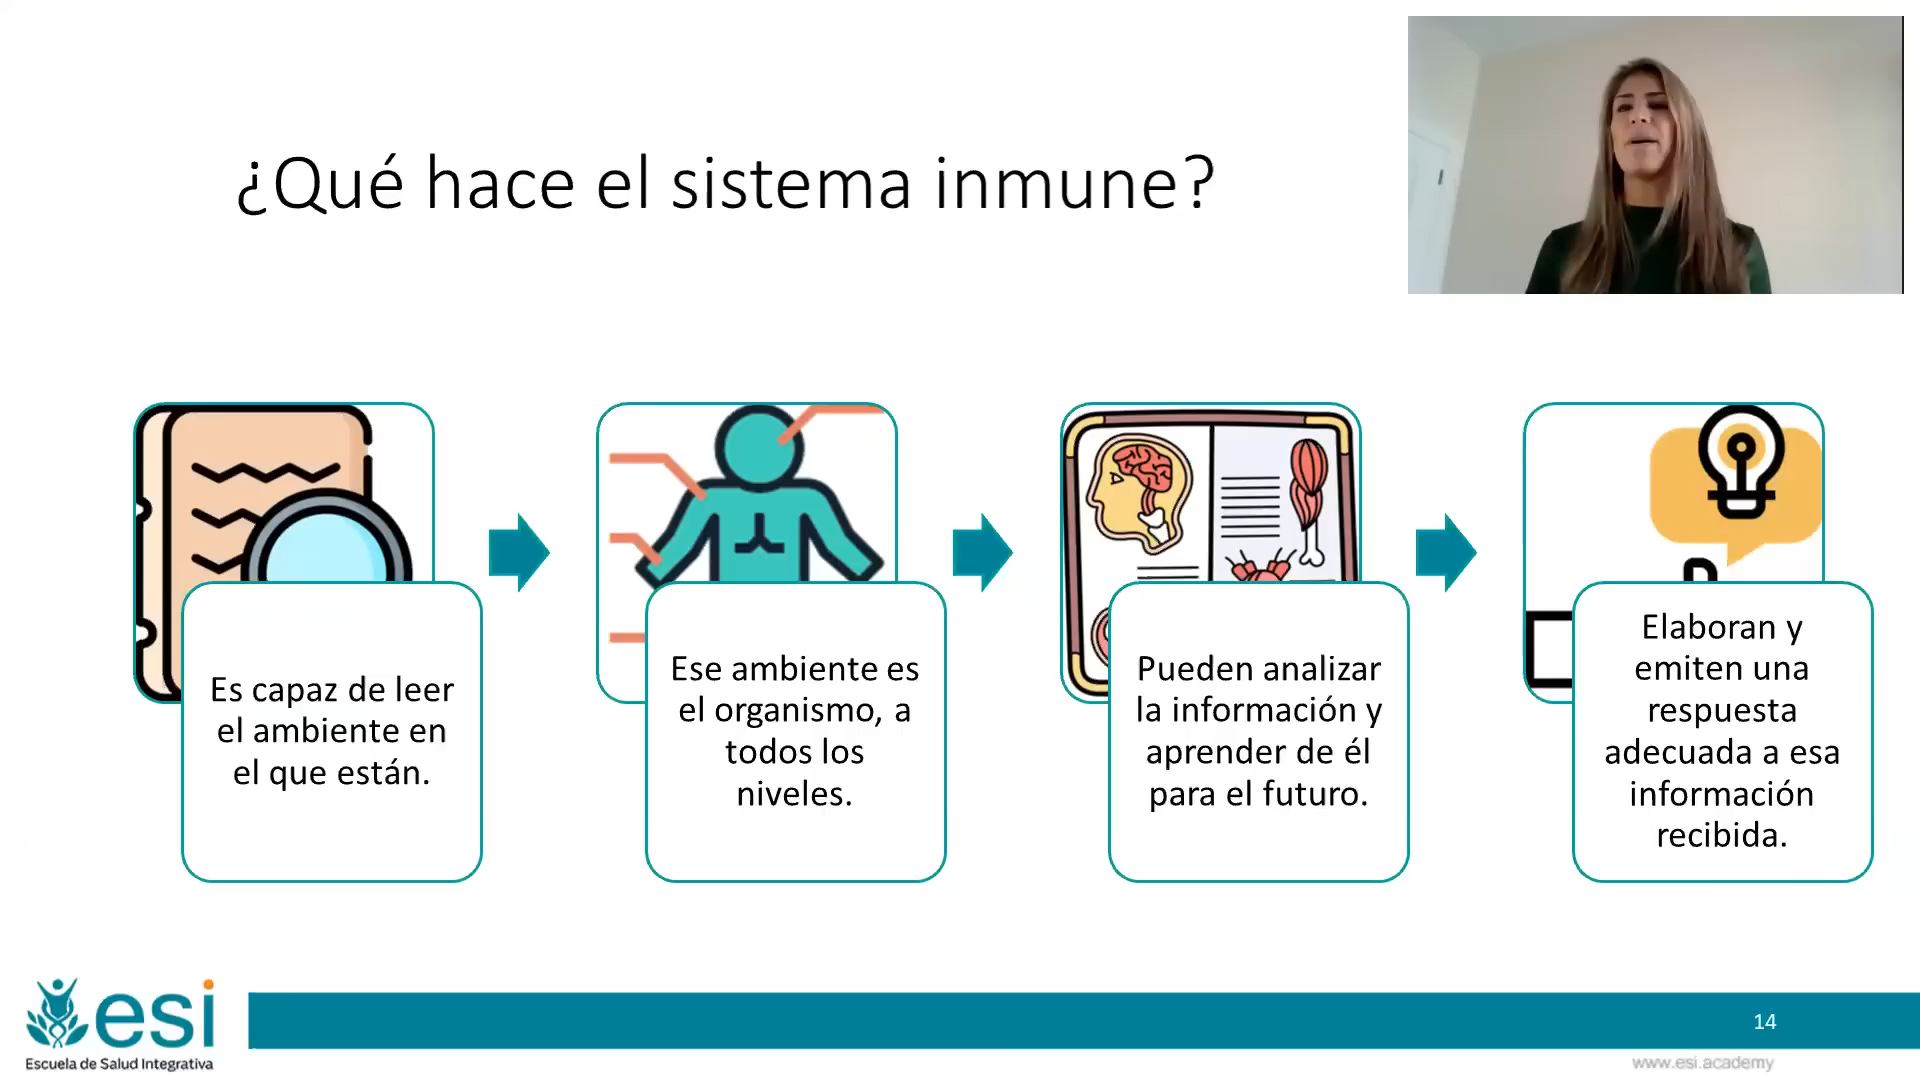 ¿Qué hace el sistema inmune?
Es capaz de leer
el ambiente en
el que están.
Ese ambiente es
el organismo, a
todos los
niveles.
Pueden analizar
la información y
aprender de él
para el futuro.
Elaboran y
emiten una
respuesta
adecuada a esa
información
recibida.
esi
Escuela de Salud Integrativa
14
www.esi.academy